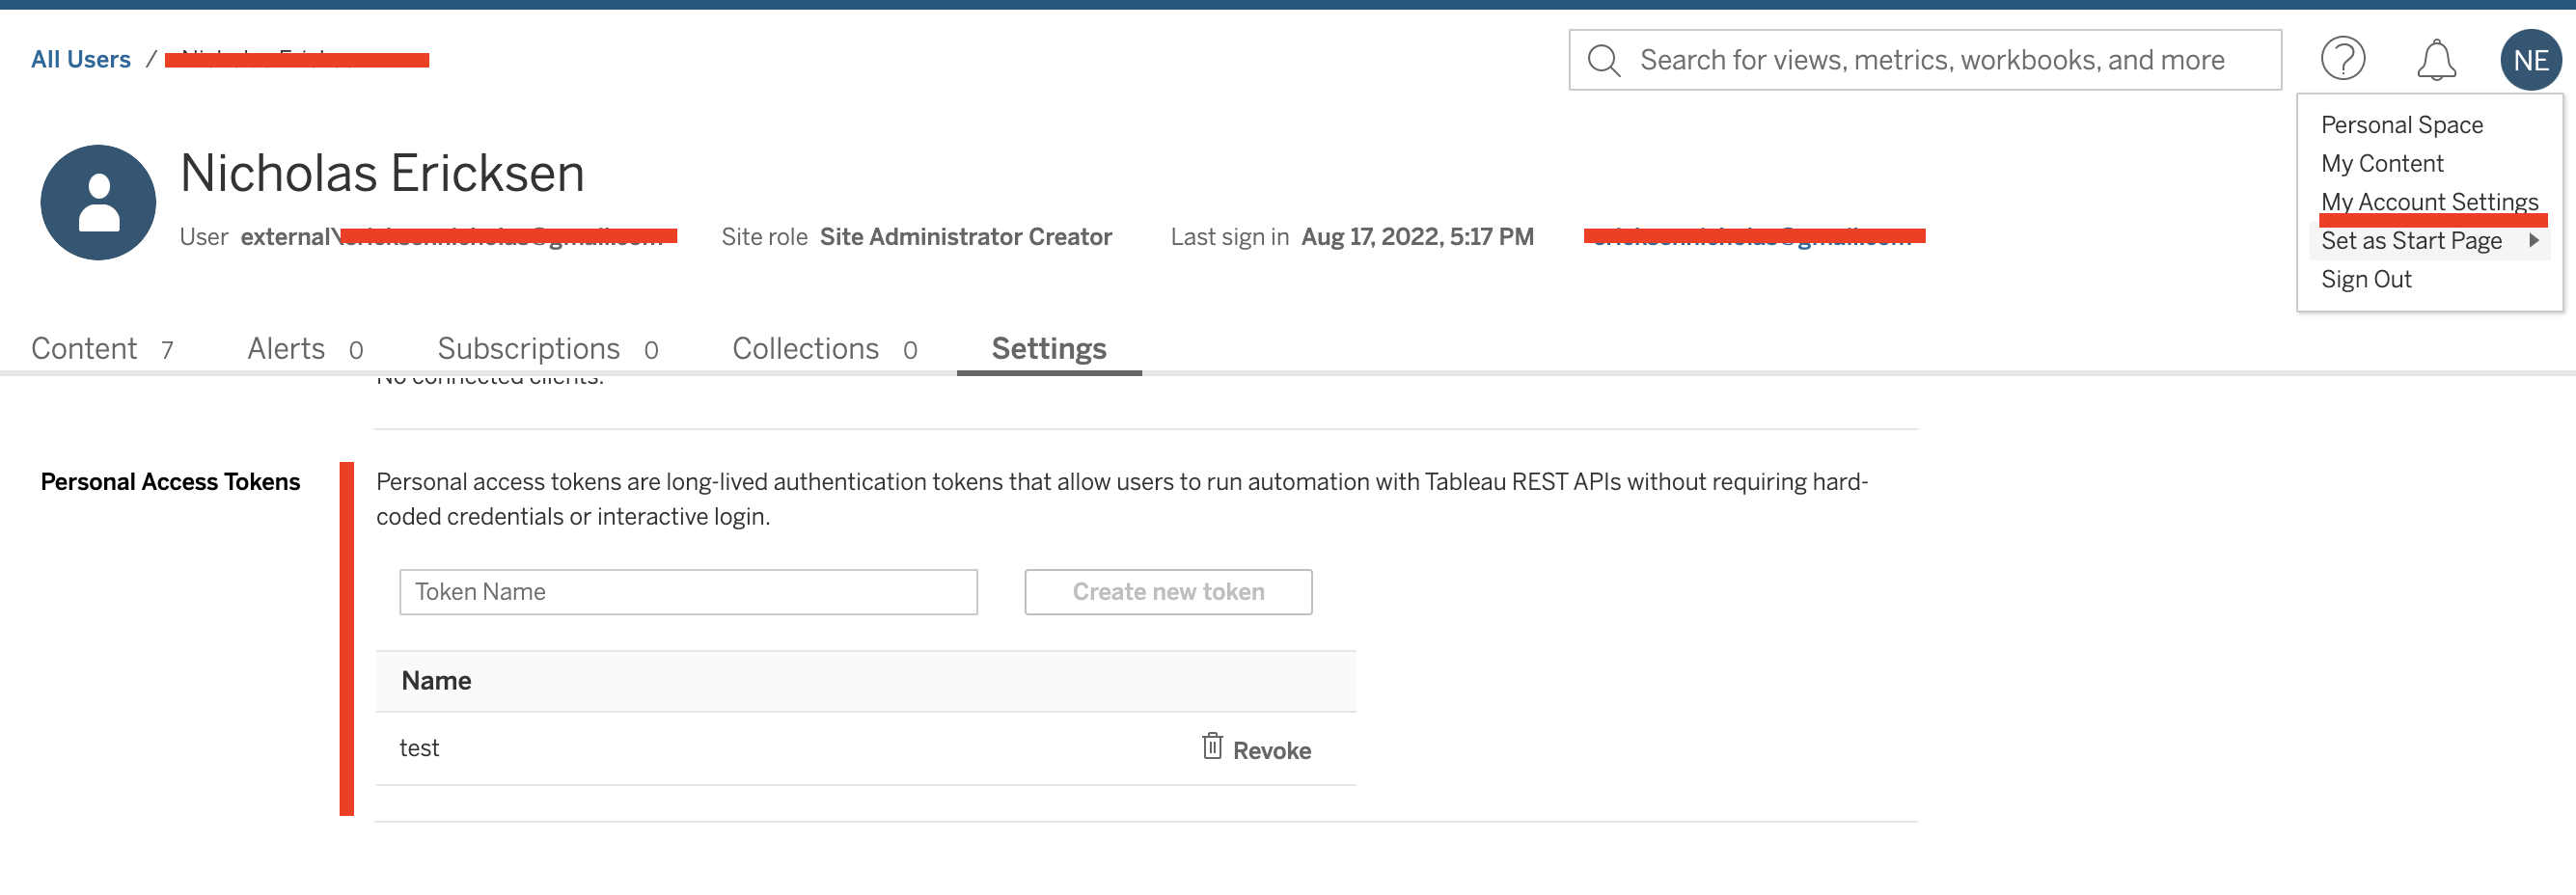 All Users /
Search for views, metrics, workbooks, and more
NE
Personal Space
My Content
My Account Settings
Set as Start Page
Sign Out
Nicholas Ericksen
User external\
Site role Site Administrator Creator
Last sign in Aug 17, 2022, 5:17 PM
Content 7
Alerts 0
Subscriptions 0
Collections 0
Settings
No connected clients.
Personal Access Tokens
Personal access tokens are long-lived authentication tokens that allow users to run automation with Tableau REST APIs without requiring hard-
coded credentials or interactive login.
Token Name
Create new token
Name
test
Revoke